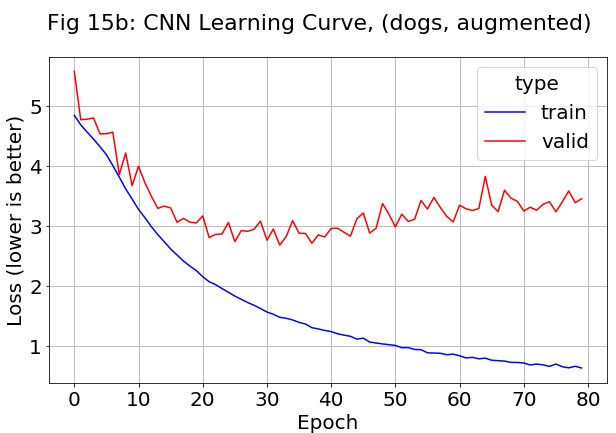 Fig 15b: CNN Learning Curve, (dogs, augmented)
type
train
valid
Loss (lower is better)
5
4
3
2
1
0 10 20 30 40 50 60 70 80
Epoch